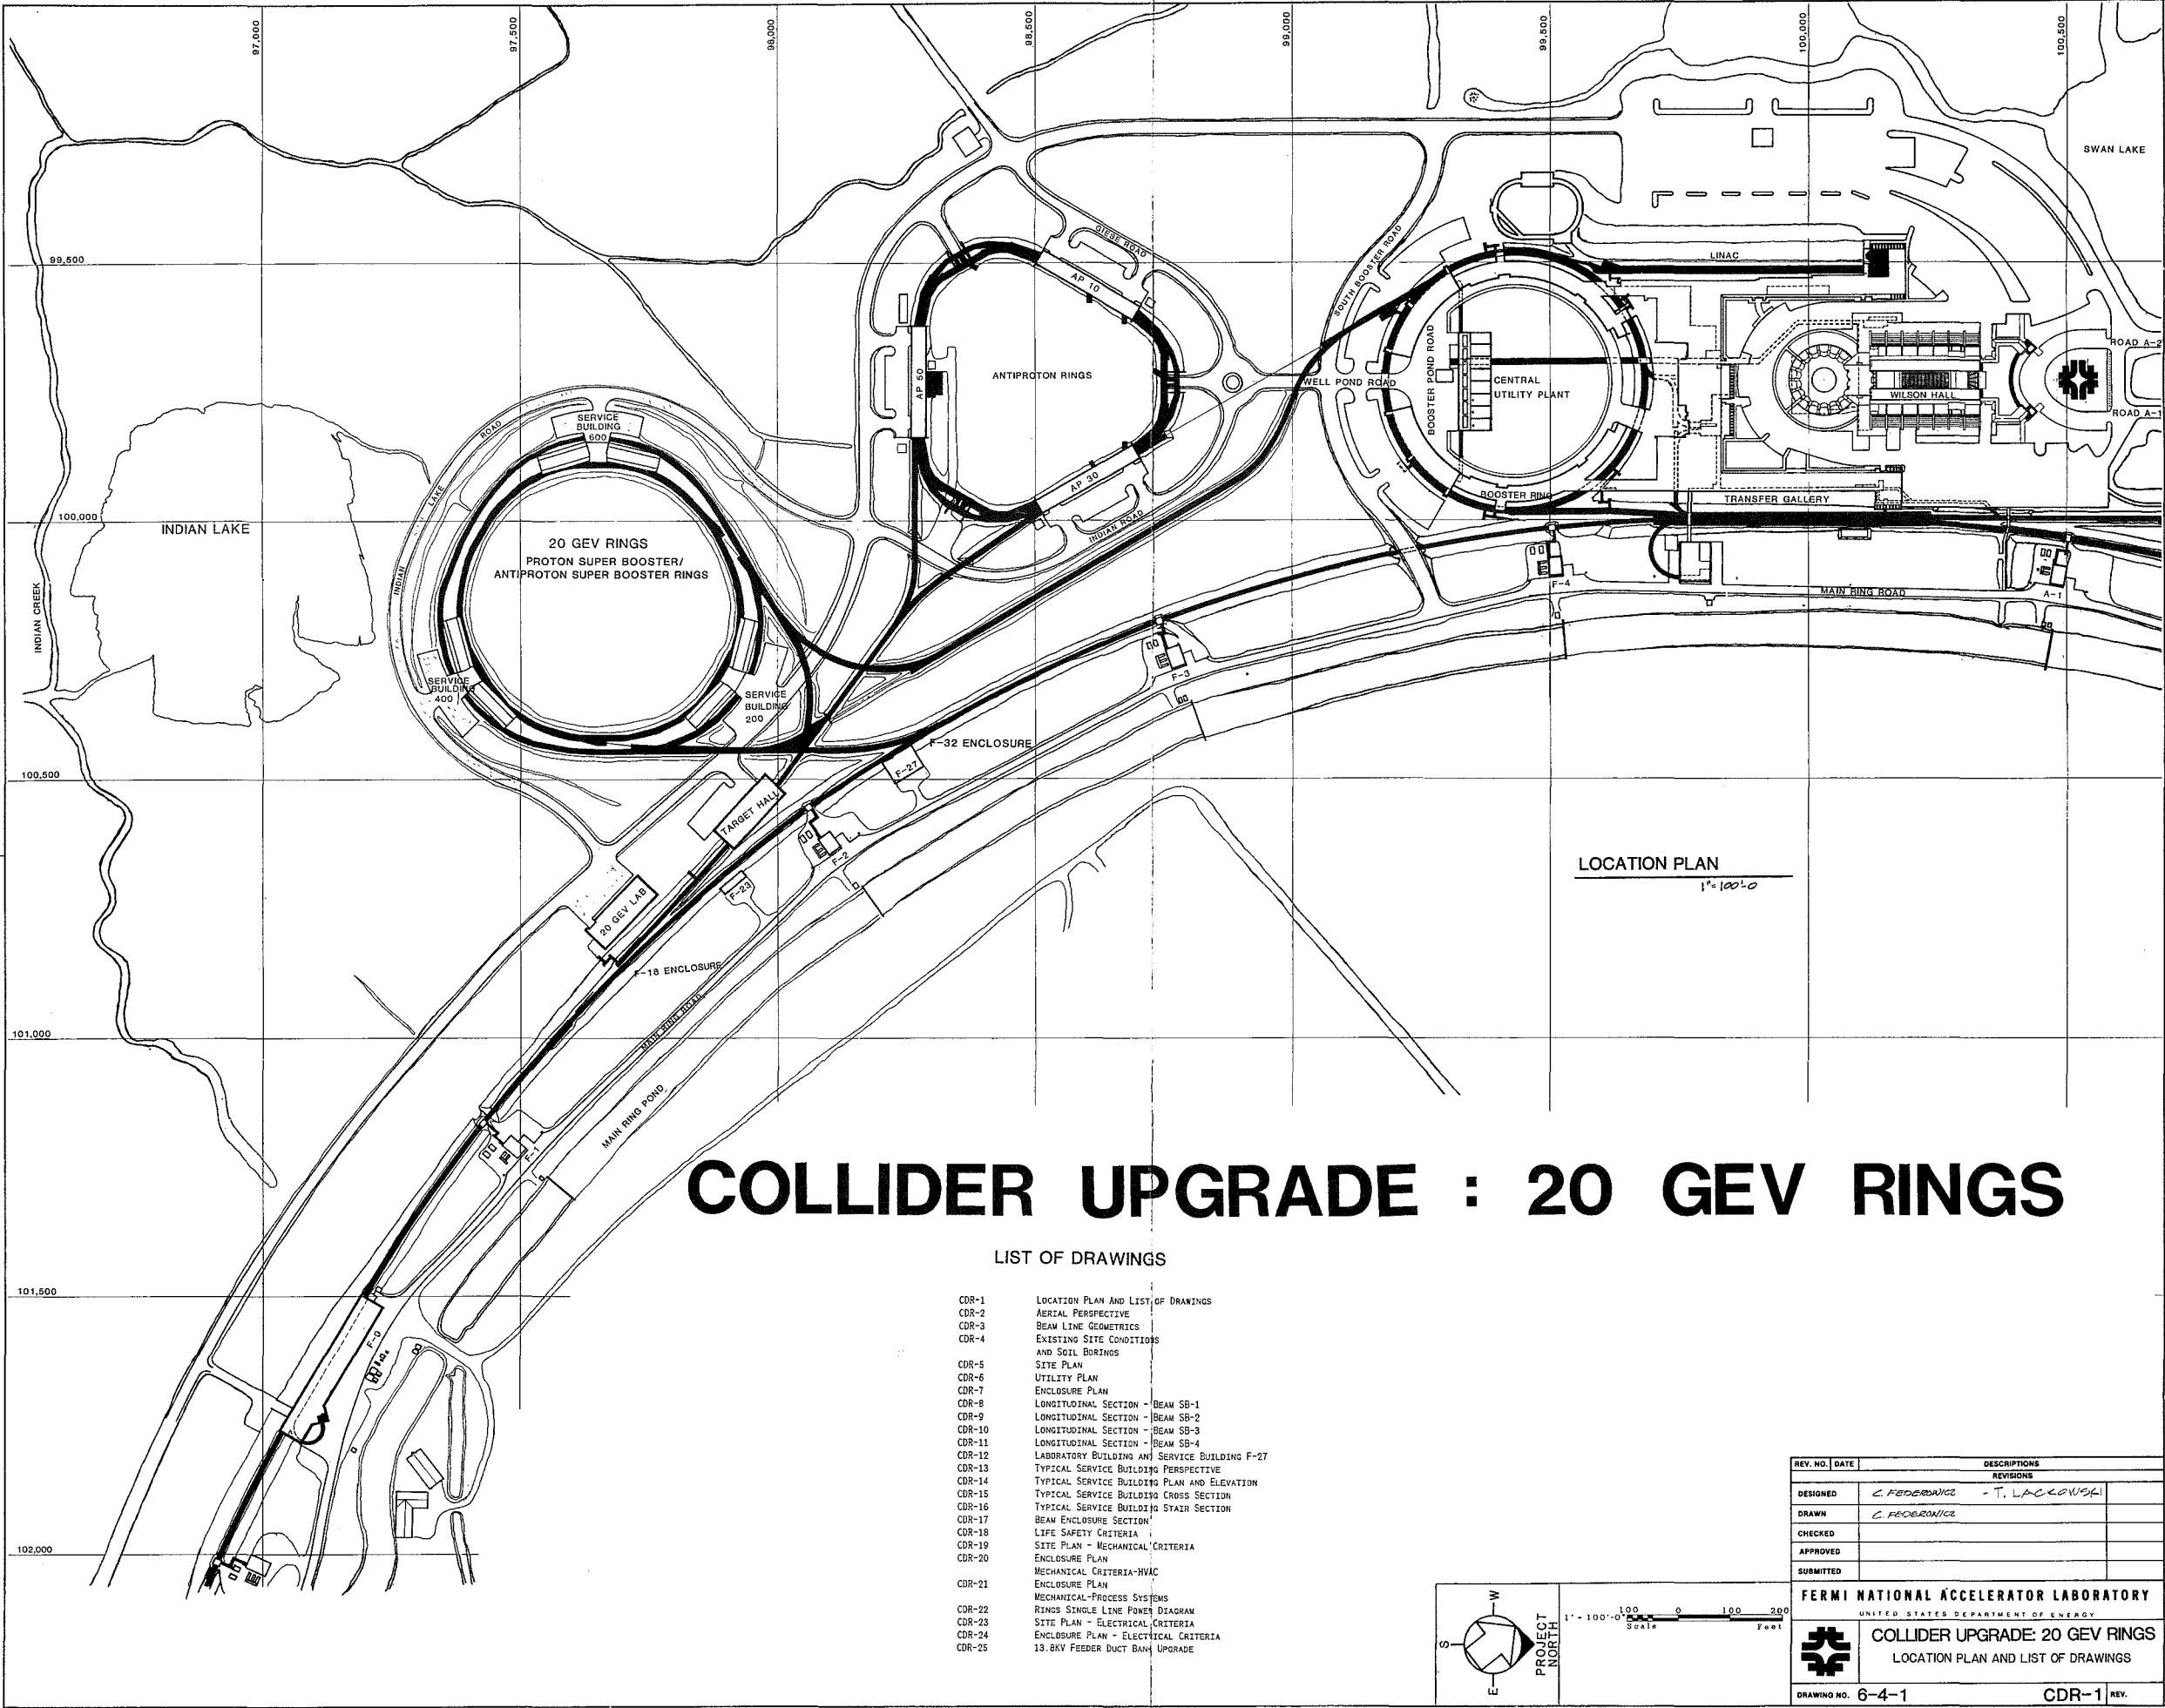 97,000
97,500
98,000
98,500
99,000
99,500
100,000
100,500
SWAN LAKE
99,500
GIESE ROAD
SOUTH BOOSTER ROAD
LINAC
AP 10
ROAD A-2
AP 50
ANTIPROTON RINGS
WELL POND ROAD
BOOSTER POND ROAD
CENTRAL
UTILITY PLANT
WILSON HALL
ROAD A-1
SERVICE
BUILDING
600
INDIAN LAKE ROAD
AP 30
BOOSTER RING
TRANSFER GALLERY
100,000
INDIAN LAKE
INDIAN ROAD
20 GEV RINGS
PROTON SUPER BOOSTER/
ANTIPROTON SUPER BOOSTER RINGS
F-4
MAIN RING ROAD
A-1
INDIAN CREEK
F-3
SERVICE
BUILDING
400
SERVICE
BUILDING
200
F-32 ENCLOSURE
F-27
100,500
TARGET HALL
F-2
F-23
LOCATION PLAN
1"=100'-0
20 GEV LAB
F-18 ENCLOSURE
MAIN RING ROAD
101,000
MAIN RING POND
F-1
COLLIDER UPGRADE : 20 GEV RINGS
LIST OF DRAWINGS
101,500
F-0
102,000
CDR-1 LOCATION PLAN AND LIST OF DRAWINGS
CDR-2 AERIAL PERSPECTIVE
CDR-3 BEAM LINE GEOMETRICS
CDR-4 EXISTING SITE CONDITIONS
AND SOIL BORINGS
CDR-5 SITE PLAN
CDR-6 UTILITY PLAN
CDR-7 ENCLOSURE PLAN
CDR-8 LONGITUDINAL SECTION - BEAM SB-1
CDR-9 LONGITUDINAL SECTION - BEAM SB-2
CDR-10 LONGITUDINAL SECTION - BEAM SB-3
CDR-11 LONGITUDINAL SECTION - BEAM SB-4
CDR-12 LABORATORY BUILDING AND SERVICE BUILDING F-27
CDR-13 TYPICAL SERVICE BUILDING PERSPECTIVE
CDR-14 TYPICAL SERVICE BUILDING PLAN AND ELEVATION
CDR-15 TYPICAL SERVICE BUILDING CROSS SECTION
CDR-16 TYPICAL SERVICE BUILDING STAIR SECTION
CDR-17 BEAM ENCLOSURE SECTION
CDR-18 LIFE SAFETY CRITERIA
CDR-19 SITE PLAN - MECHANICAL CRITERIA
CDR-20 ENCLOSURE PLAN
MECHANICAL CRITERIA-HVAC
CDR-21 ENCLOSURE PLAN
MECHANICAL-PROCESS SYSTEMS
CDR-22 RINGS SINGLE LINE POWER DIAGRAM
CDR-23 SITE PLAN - ELECTRICAL CRITERIA
CDR-24 ENCLOSURE PLAN - ELECTRICAL CRITERIA
CDR-25 13.8KV FEEDER DUCT BANK UPGRADE
W
S
E
PROJECT
NORTH
1" = 100'-0"
100 0 100 200
Scale Feet
REV. NO. DATE DESCRIPTIONS
REVISIONS
DESIGNED C. FEDEROWICZ - T. LACKOWSKI
DRAWN C. FEDEROWICZ
CHECKED
APPROVED
SUBMITTED
FERMI NATIONAL ACCELERATOR LABORATORY
UNITED STATES DEPARTMENT OF ENERGY
COLLIDER UPGRADE: 20 GEV RINGS
LOCATION PLAN AND LIST OF DRAWINGS
DRAWING NO. 6-4-1 CDR-1 REV.